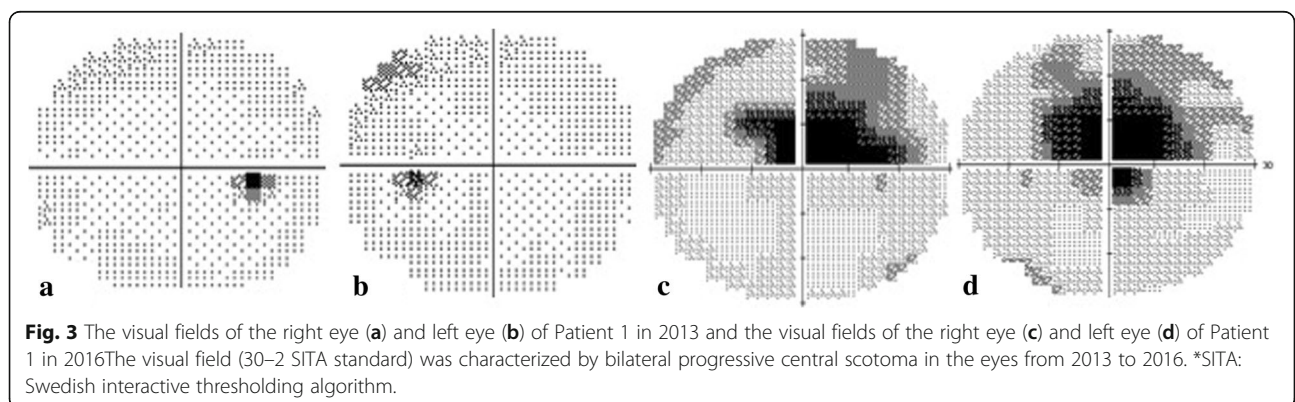 a b c d
30
Fig. 3 The visual fields of the right eye (a) and left eye (b) of Patient 1 in 2013 and the visual fields of the right eye (c) and left eye (d) of Patient
1 in 2016The visual field (30–2 SITA standard) was characterized by bilateral progressive central scotoma in the eyes from 2013 to 2016. *SITA:
Swedish interactive thresholding algorithm.